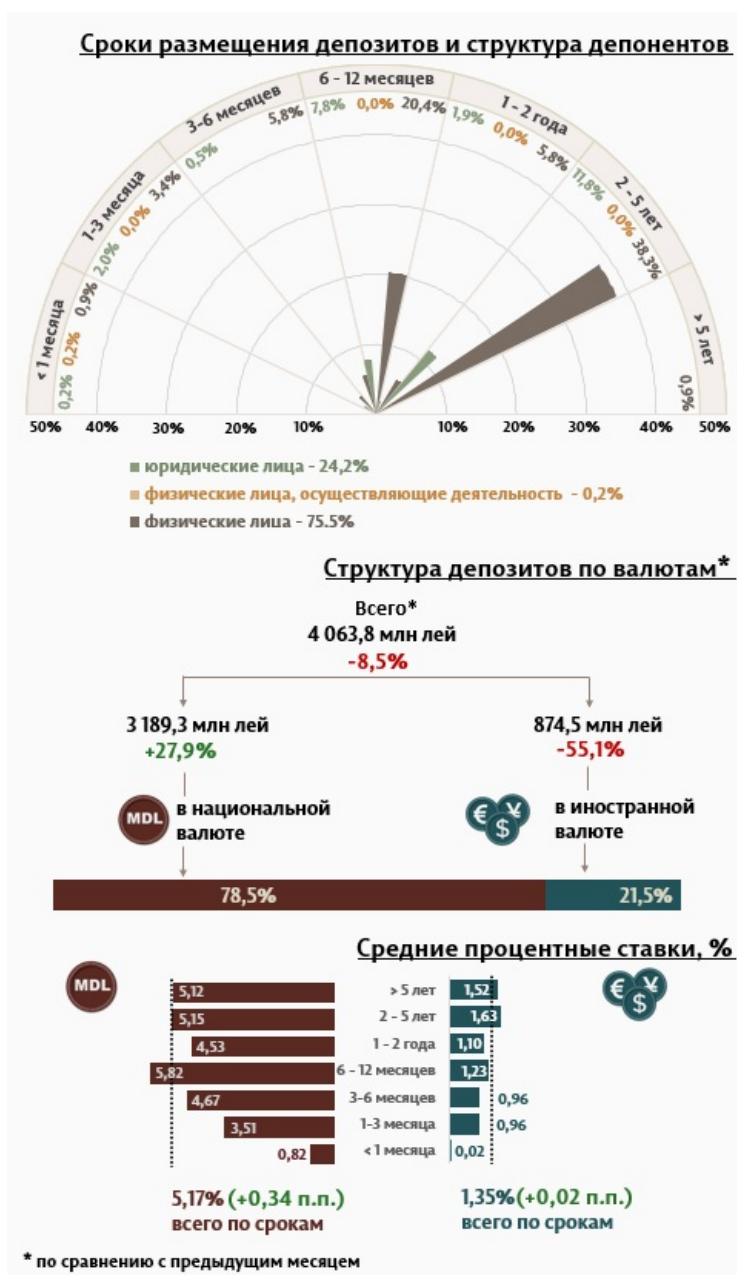 Сроки размещения депозитов и структура депонентов
< 1 месяца
0,2%
0,2%
0,9%
1-3 месяца
2,0%
0,0%
3,4%
3-6 месяцев
0,5%
5,8%
6 - 12 месяцев
7,8%
0,0%
20,4%
1 - 2 года
1,9%
0,0%
5,8%
2 - 5 лет
11,8%
0,0%
38,3%
> 5 лет
0,9%
50% 40% 30% 20% 10% 10% 20% 30% 40% 50%
юридические лица - 24,2%
физические лица, осуществляющие деятельность - 0,2%
физические лица - 75.5%
Структура депозитов по валютам*
Всего*
4 063,8 млн лей
-8,5%
3 189,3 млн лей 874,5 млн лей
+27,9% -55,1%
MDL в национальной валюте
€ ¥ $ в иностранной валюте
78,5% 21,5%
Средние процентные ставки, %
MDL € ¥ $
5,12 > 5 лет 1,52
5,15 2 - 5 лет 1,63
4,53 1 - 2 года 1,10
5,82 6 - 12 месяцев 1,23
4,67 3-6 месяцев 0,96
3,51 1-3 месяца 0,96
0,82 < 1 месяца 0,02
5,17% (+0,34 п.п.) 1,35% (+0,02 п.п.)
всего по срокам всего по срокам
* по сравнению с предыдущим месяцем